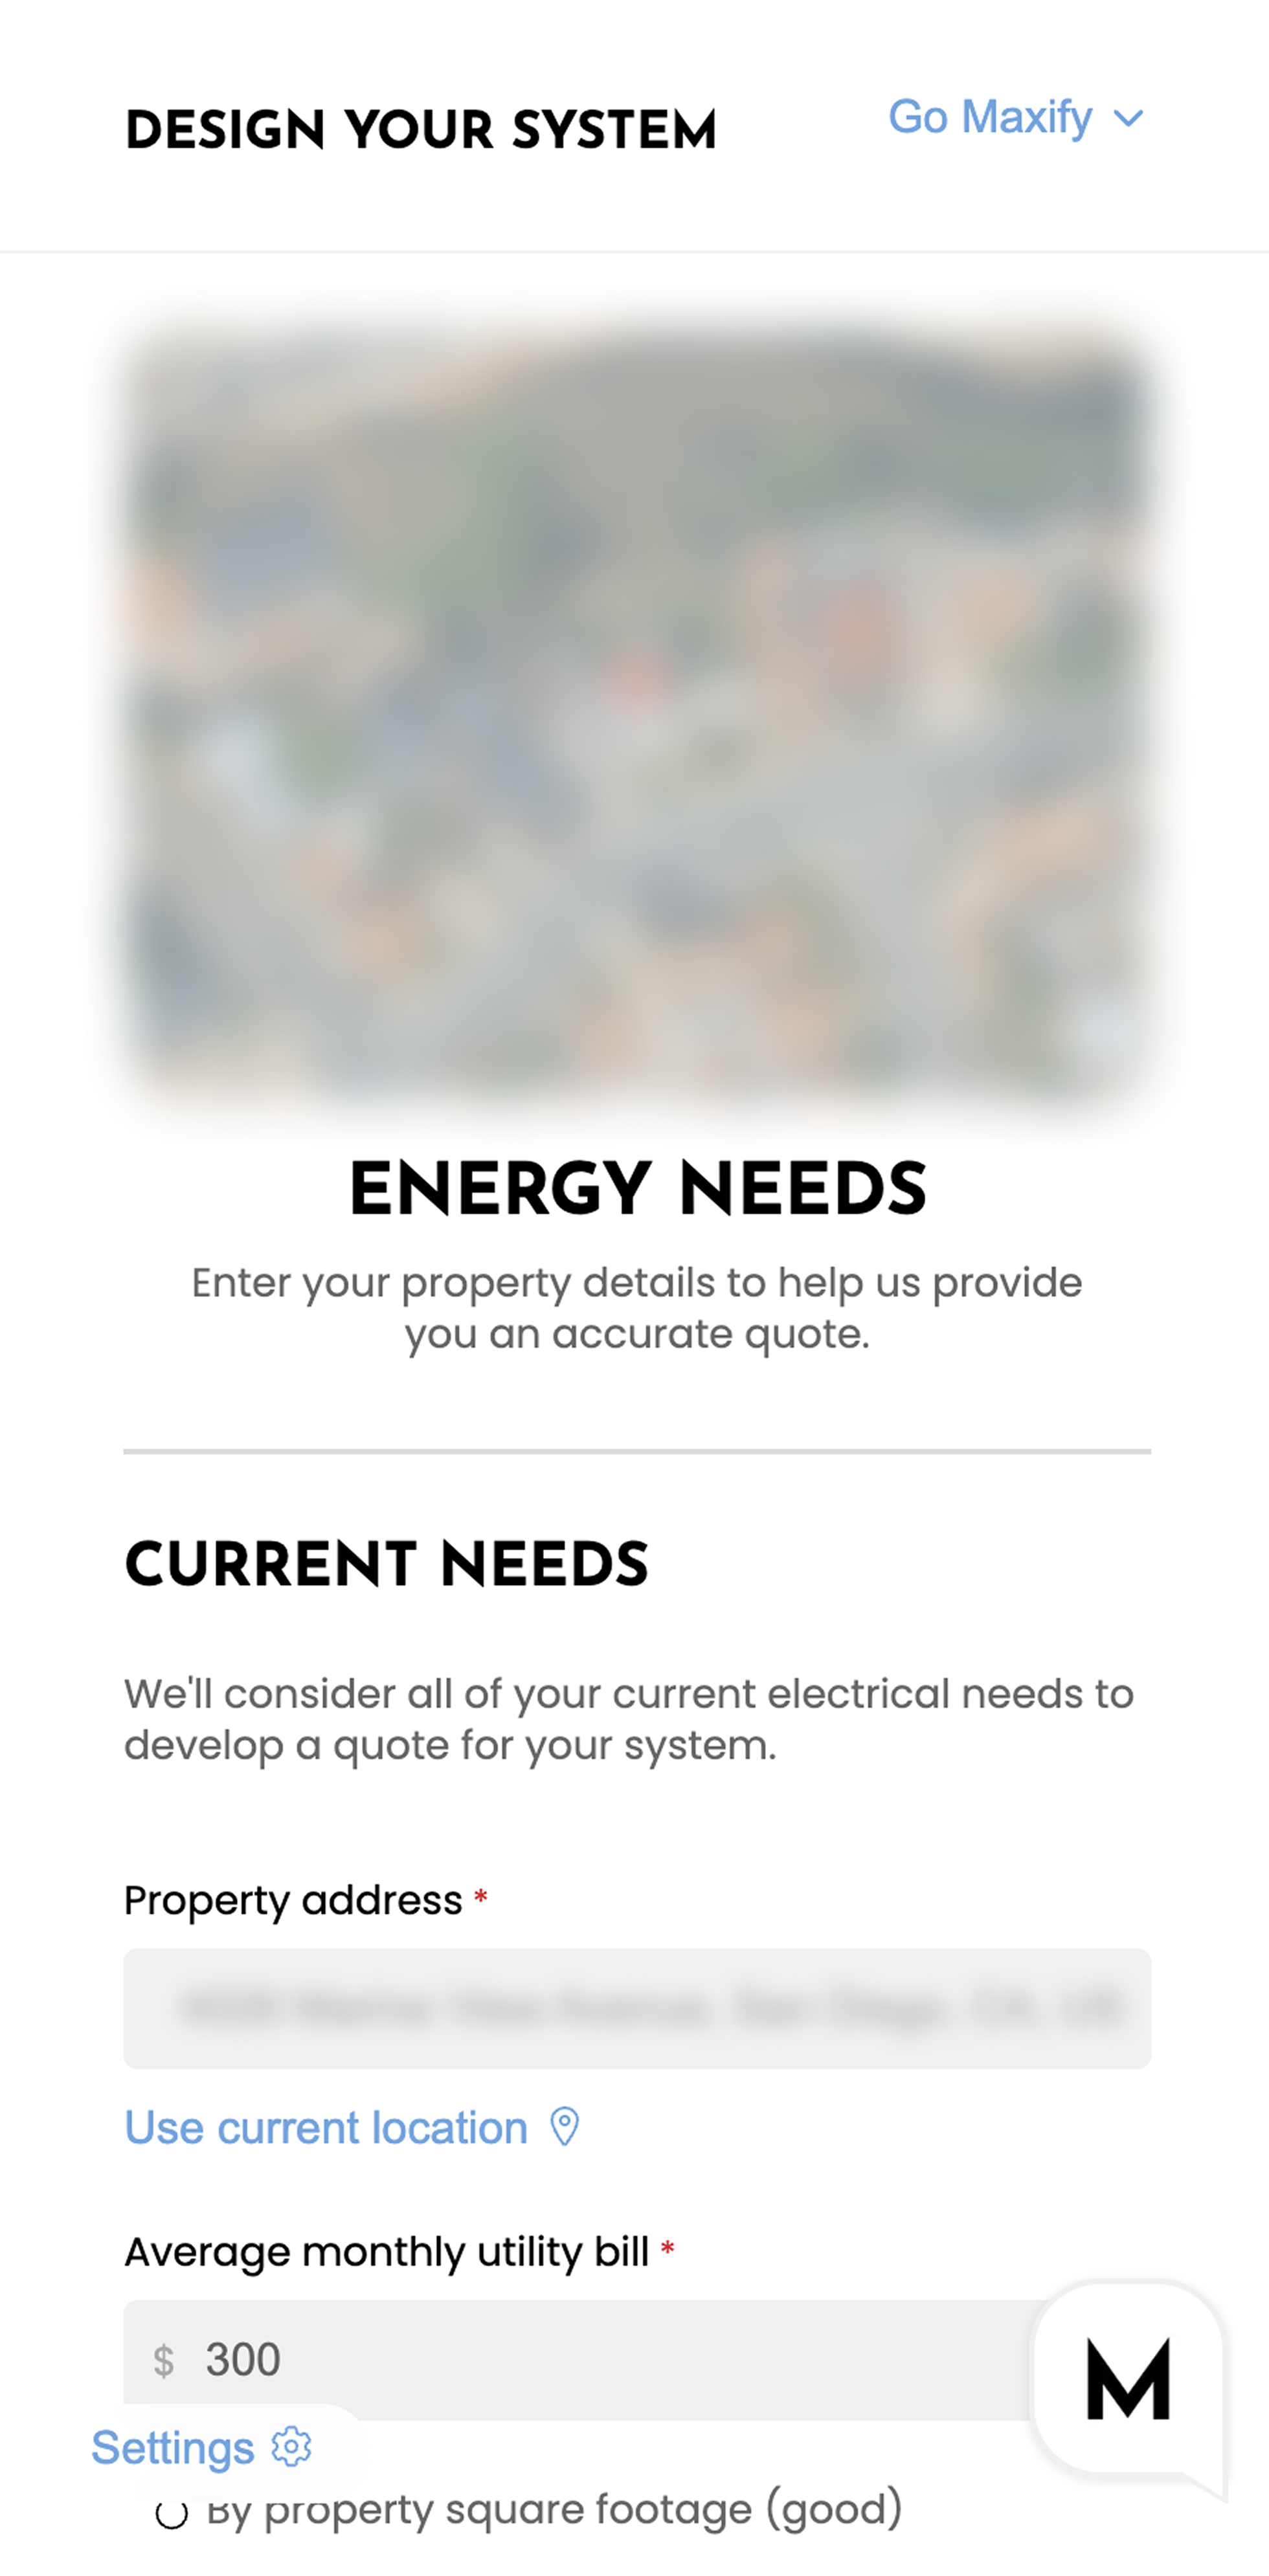 DESIGN YOUR SYSTEM
Go Maxify
ENERGY NEEDS
Enter your property details to help us provide
you an accurate quote.
CURRENT NEEDS
We'll consider all of your current electrical needs to
develop a quote for your system.
Property address *
Use current location
Average monthly utility bill *
$ 300
M
Settings
By property square footage (good)